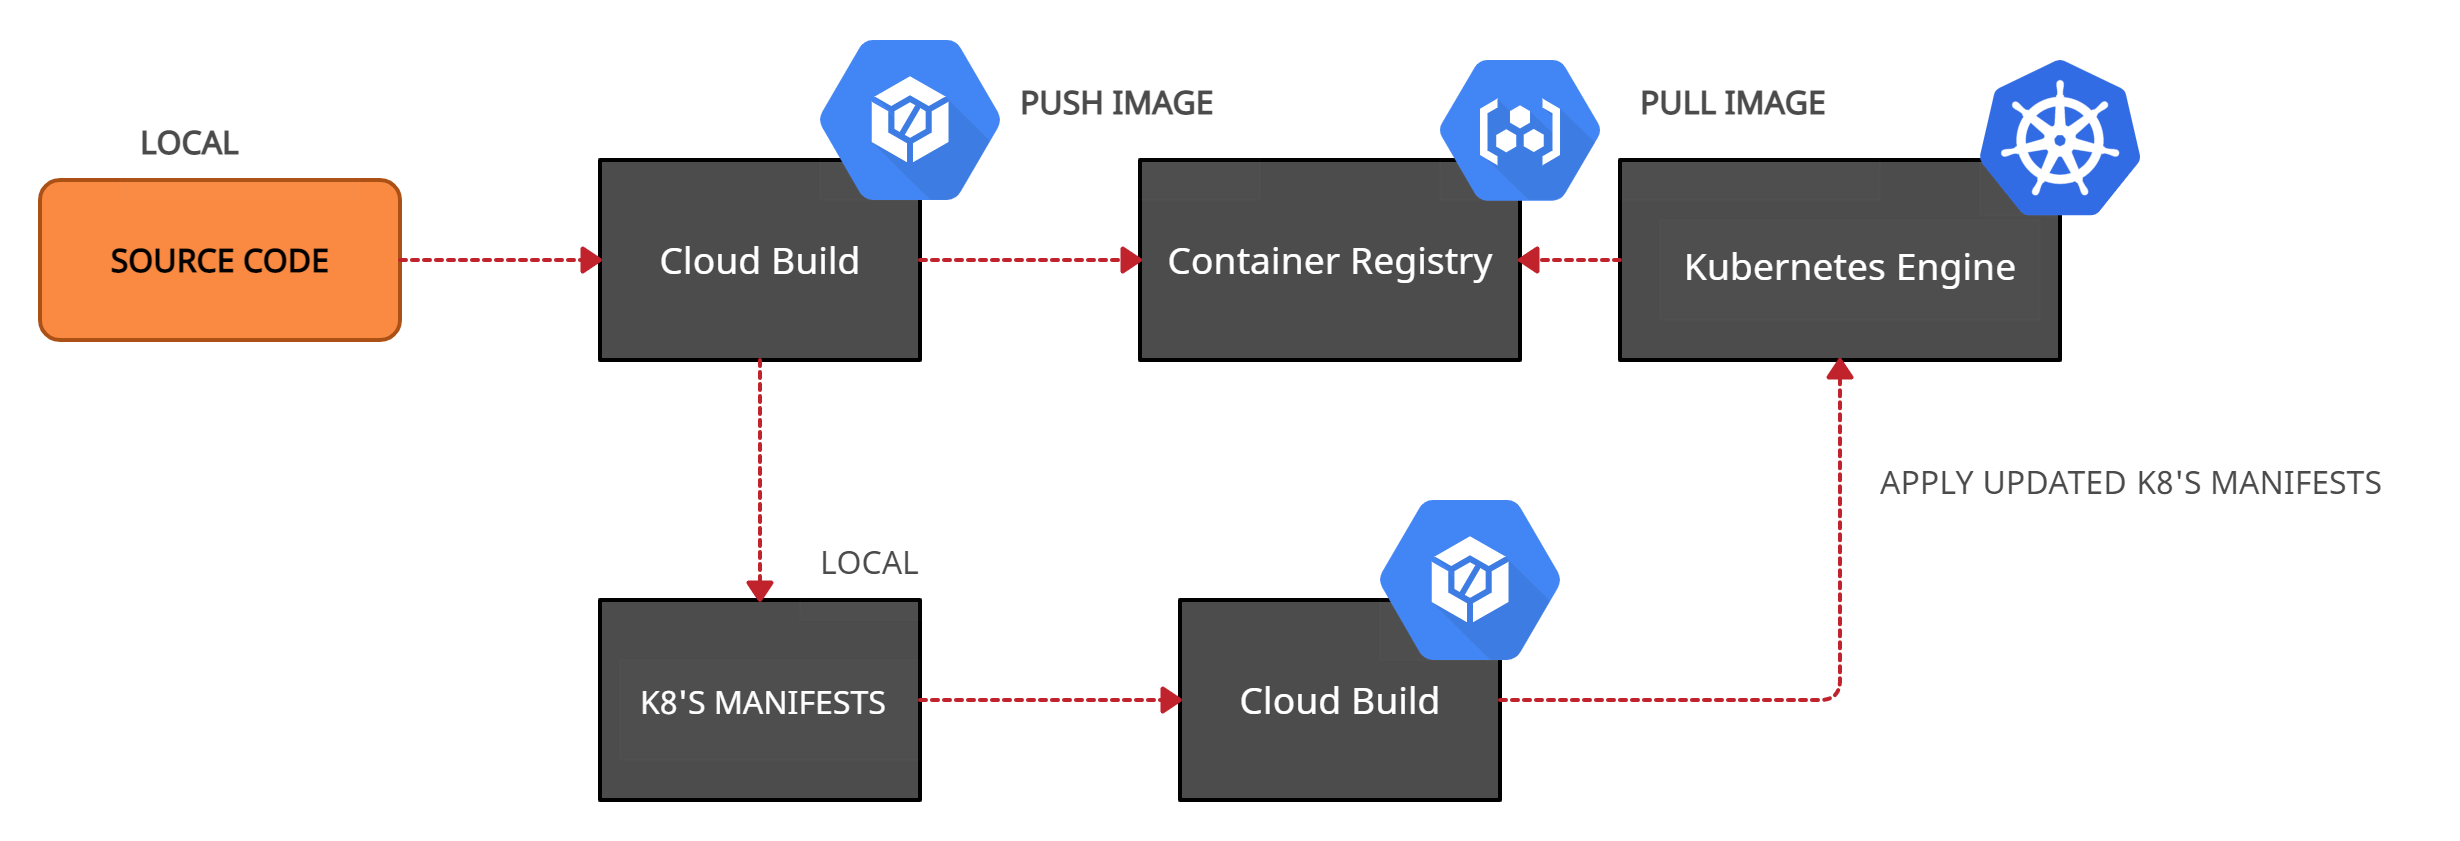 LOCAL
SOURCE CODE
PUSH IMAGE
Cloud Build
Container Registry
PULL IMAGE
Kubernetes Engine
APPLY UPDATED K8'S MANIFESTS
LOCAL
K8'S MANIFESTS
Cloud Build